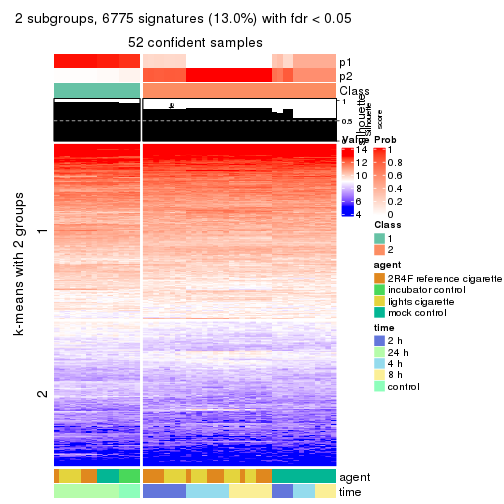 2 subgroups, 6775 signatures (13.0%) with fdr < 0.05
52 confident samples
p1
p2
Class
1
0.5
Silhouette
score
k-means with 2 groups
1
2
Value
14
12
10
8
6
4
Prob
1
0.8
0.6
0.4
0.2
0
Class
1
2
agent
2R4F reference cigarette
incubator control
lights cigarette
mock control
time
2 h
24 h
4 h
8 h
control
agent
time